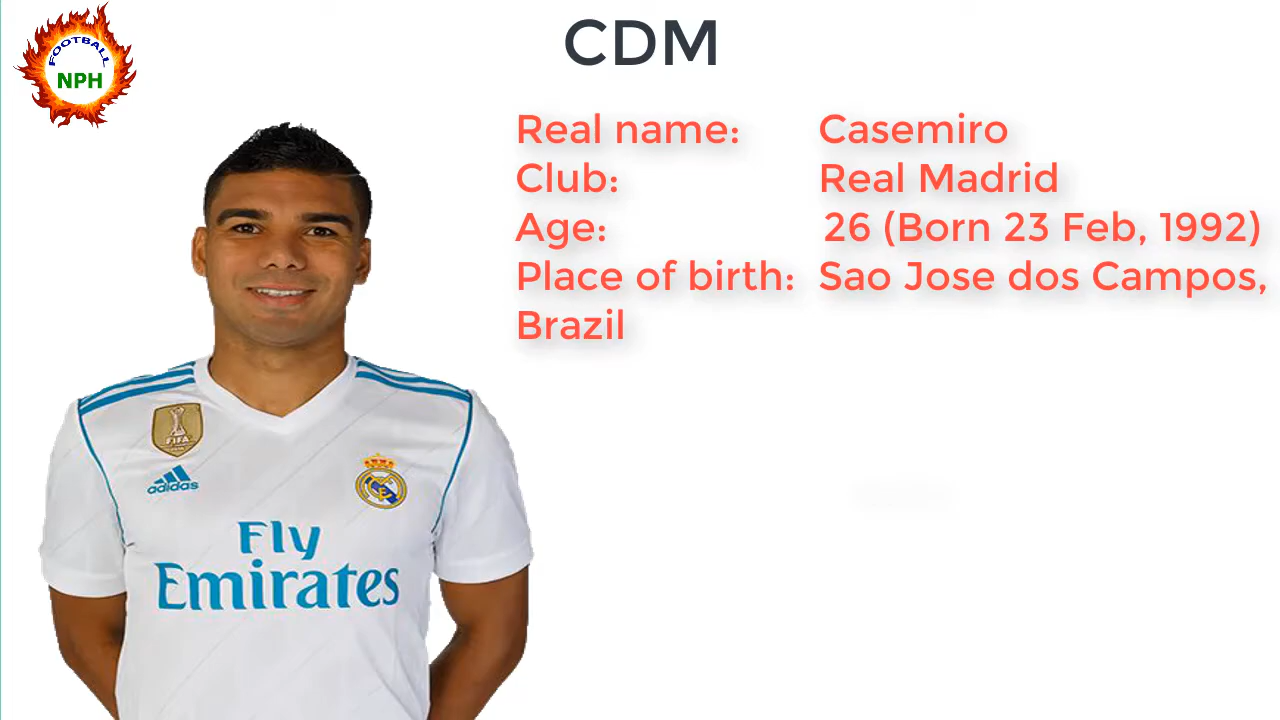 FOOTBALL
NPH
CDM
Real name: Casemiro
Club: Real Madrid
Age: 26 (Born 23 Feb, 1992)
Place of birth: Sao Jose dos Campos,
Brazil
FIFA
adidas
Fly
Emirates